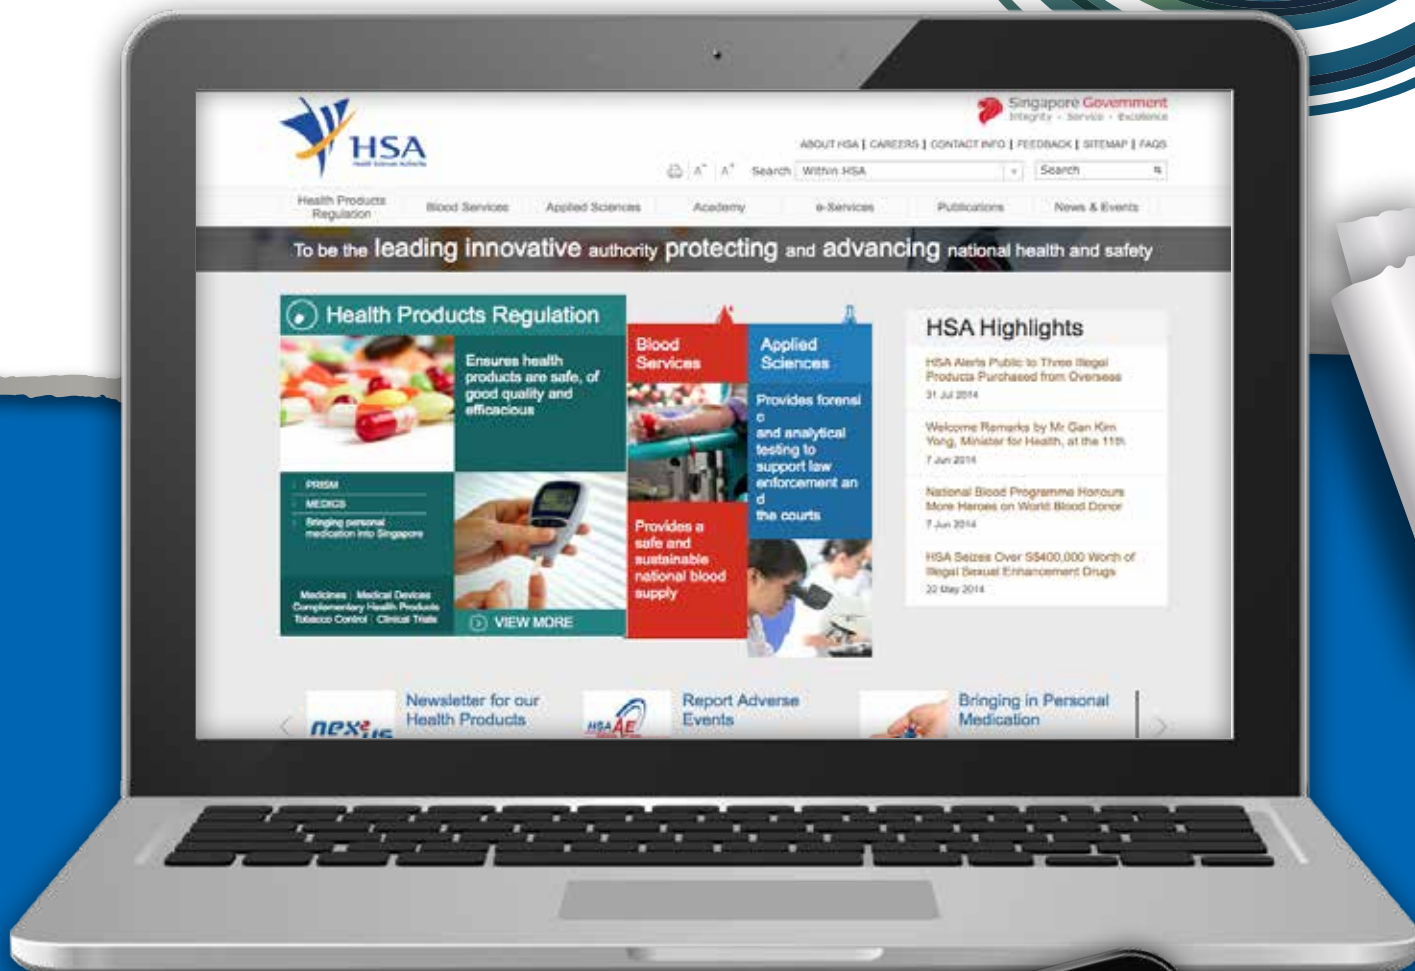 HSA
Health Sciences Authority
Singapore Government
Integrity · Service · Excellence
ABOUT HSA | CAREERS | CONTACT INFO | FEEDBACK | SITEMAP | FAQS
A⁻ A⁺ Search Within HSA Search
Health Products
Regulation
Blood Services
Applied Sciences
Academy
e-Services
Publications
News & Events
To be the leading innovative authority protecting and advancing national health and safety
Health Products Regulation
Ensures health
products are safe, of
good quality and
efficacious
PRISM
MEDICS
Bringing personal
medication into Singapore
Medicines | Medical Devices
Complementary Health Products
Tobacco Control | Clinical Trials
VIEW MORE
Blood
Services
Provides a
safe and
sustainable
national blood
supply
Applied
Sciences
Provides forensi
c
and analytical
testing to
support law
enforcement an
d
the courts
HSA Highlights
HSA Alerts Public to Three Illegal
Products Purchased from Overseas
31 Jul 2014
Welcome Remarks by Mr Gan Kim
Yong, Minister for Health, at the 11th
7 Jun 2014
National Blood Programme Honours
More Heroes on World Blood Donor
7 Jun 2014
HSA Seizes Over S$400,000 Worth of
Illegal Sexual Enhancement Drugs
22 May 2014
nex²us
Newsletter for our
Health Products
HSA AE
Report Adverse
Events
Bringing in Personal
Medication